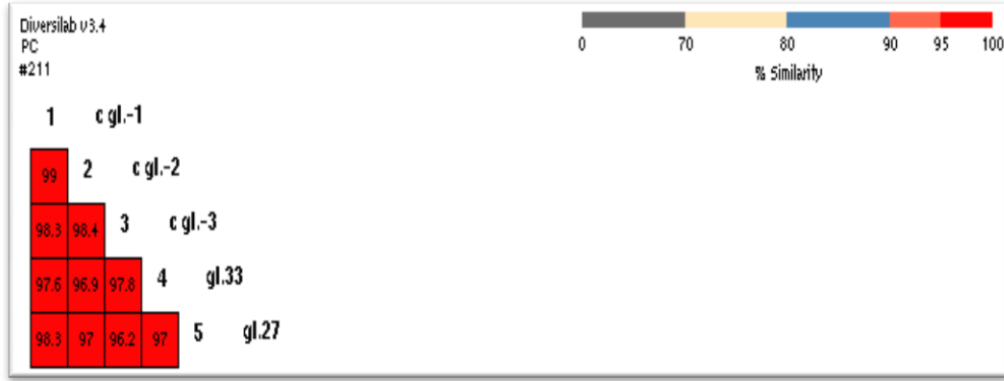 Diversilab v3.4
PC
#211
0 70 80 90 95 100
% Similarity
1 c gl.-1
99 2 c gl.-2
98.3 98.4 3 c gl.-3
97.6 96.9 97.8 4 gl.33
98.3 97 96.2 97 5 gl.27